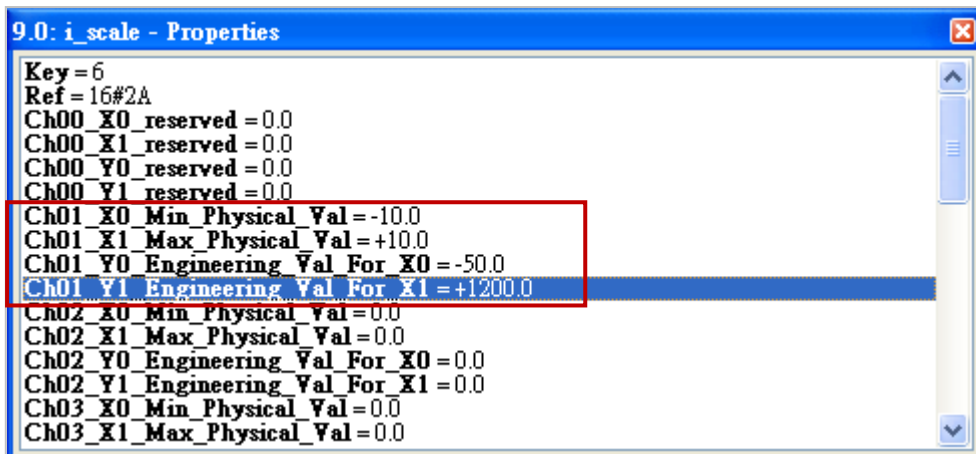 9.0: i_scale - Properties
Key = 6
Ref = 16#2A
Ch00_X0_reserved = 0.0
Ch00_X1_reserved = 0.0
Ch00_Y0_reserved = 0.0
Ch00_Y1_reserved = 0.0
Ch01_X0_Min_Physical_Val = -10.0
Ch01_X1_Max_Physical_Val = +10.0
Ch01_Y0_Engineering_Val_For_X0 = -50.0
Ch01_Y1_Engineering_Val_For_X1 = +1200.0
Ch02_X0_Min_Physical_Val = 0.0
Ch02_X1_Max_Physical_Val = 0.0
Ch02_Y0_Engineering_Val_For_X0 = 0.0
Ch02_Y1_Engineering_Val_For_X1 = 0.0
Ch03_X0_Min_Physical_Val = 0.0
Ch03_X1_Max_Physical_Val = 0.0